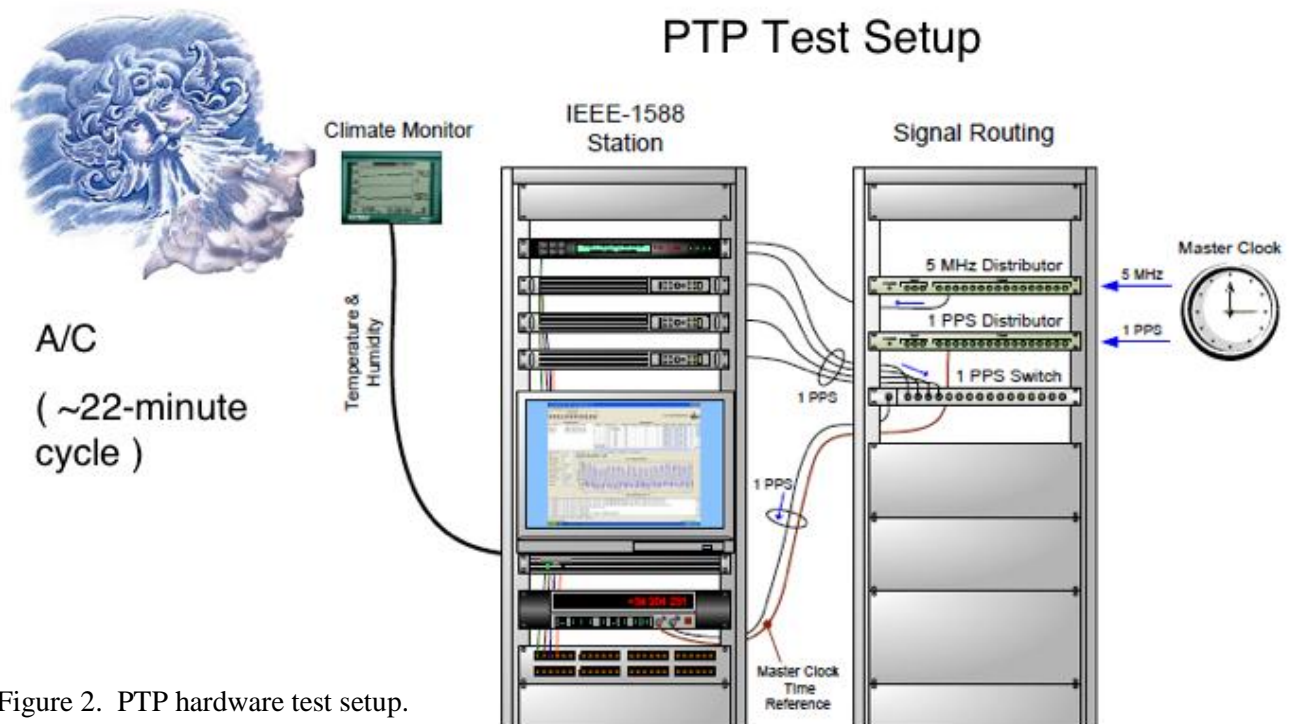 PTP Test Setup
Climate Monitor
IEEE-1588
Station
Signal Routing
Master Clock
5 MHz Distributor
5 MHz
1 PPS Distributor
1 PPS
1 PPS Switch
1 PPS
Temperature &
Humidity
A/C
( ~22-minute
cycle )
1 PPS
Master Clock
Time
Reference
Figure 2. PTP hardware test setup.